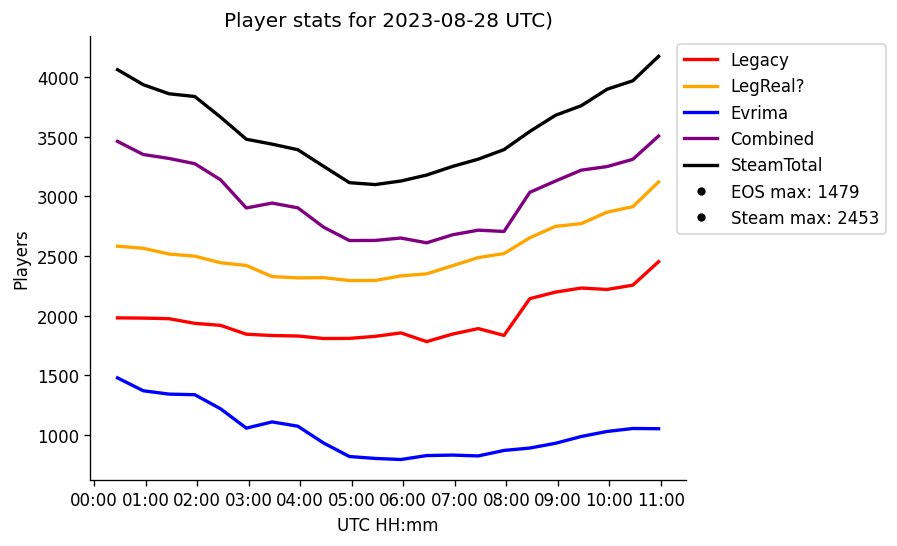 Player stats for 2023-08-28 UTC)
4000
3500
3000
2500
2000
1500
1000
Players
00:00 01:00 02:00 03:00 04:00 05:00 06:00 07:00 08:00 09:00 10:00 11:00
UTC HH:mm
Legacy
LegReal?
Evrima
Combined
SteamTotal
EOS max: 1479
Steam max: 2453